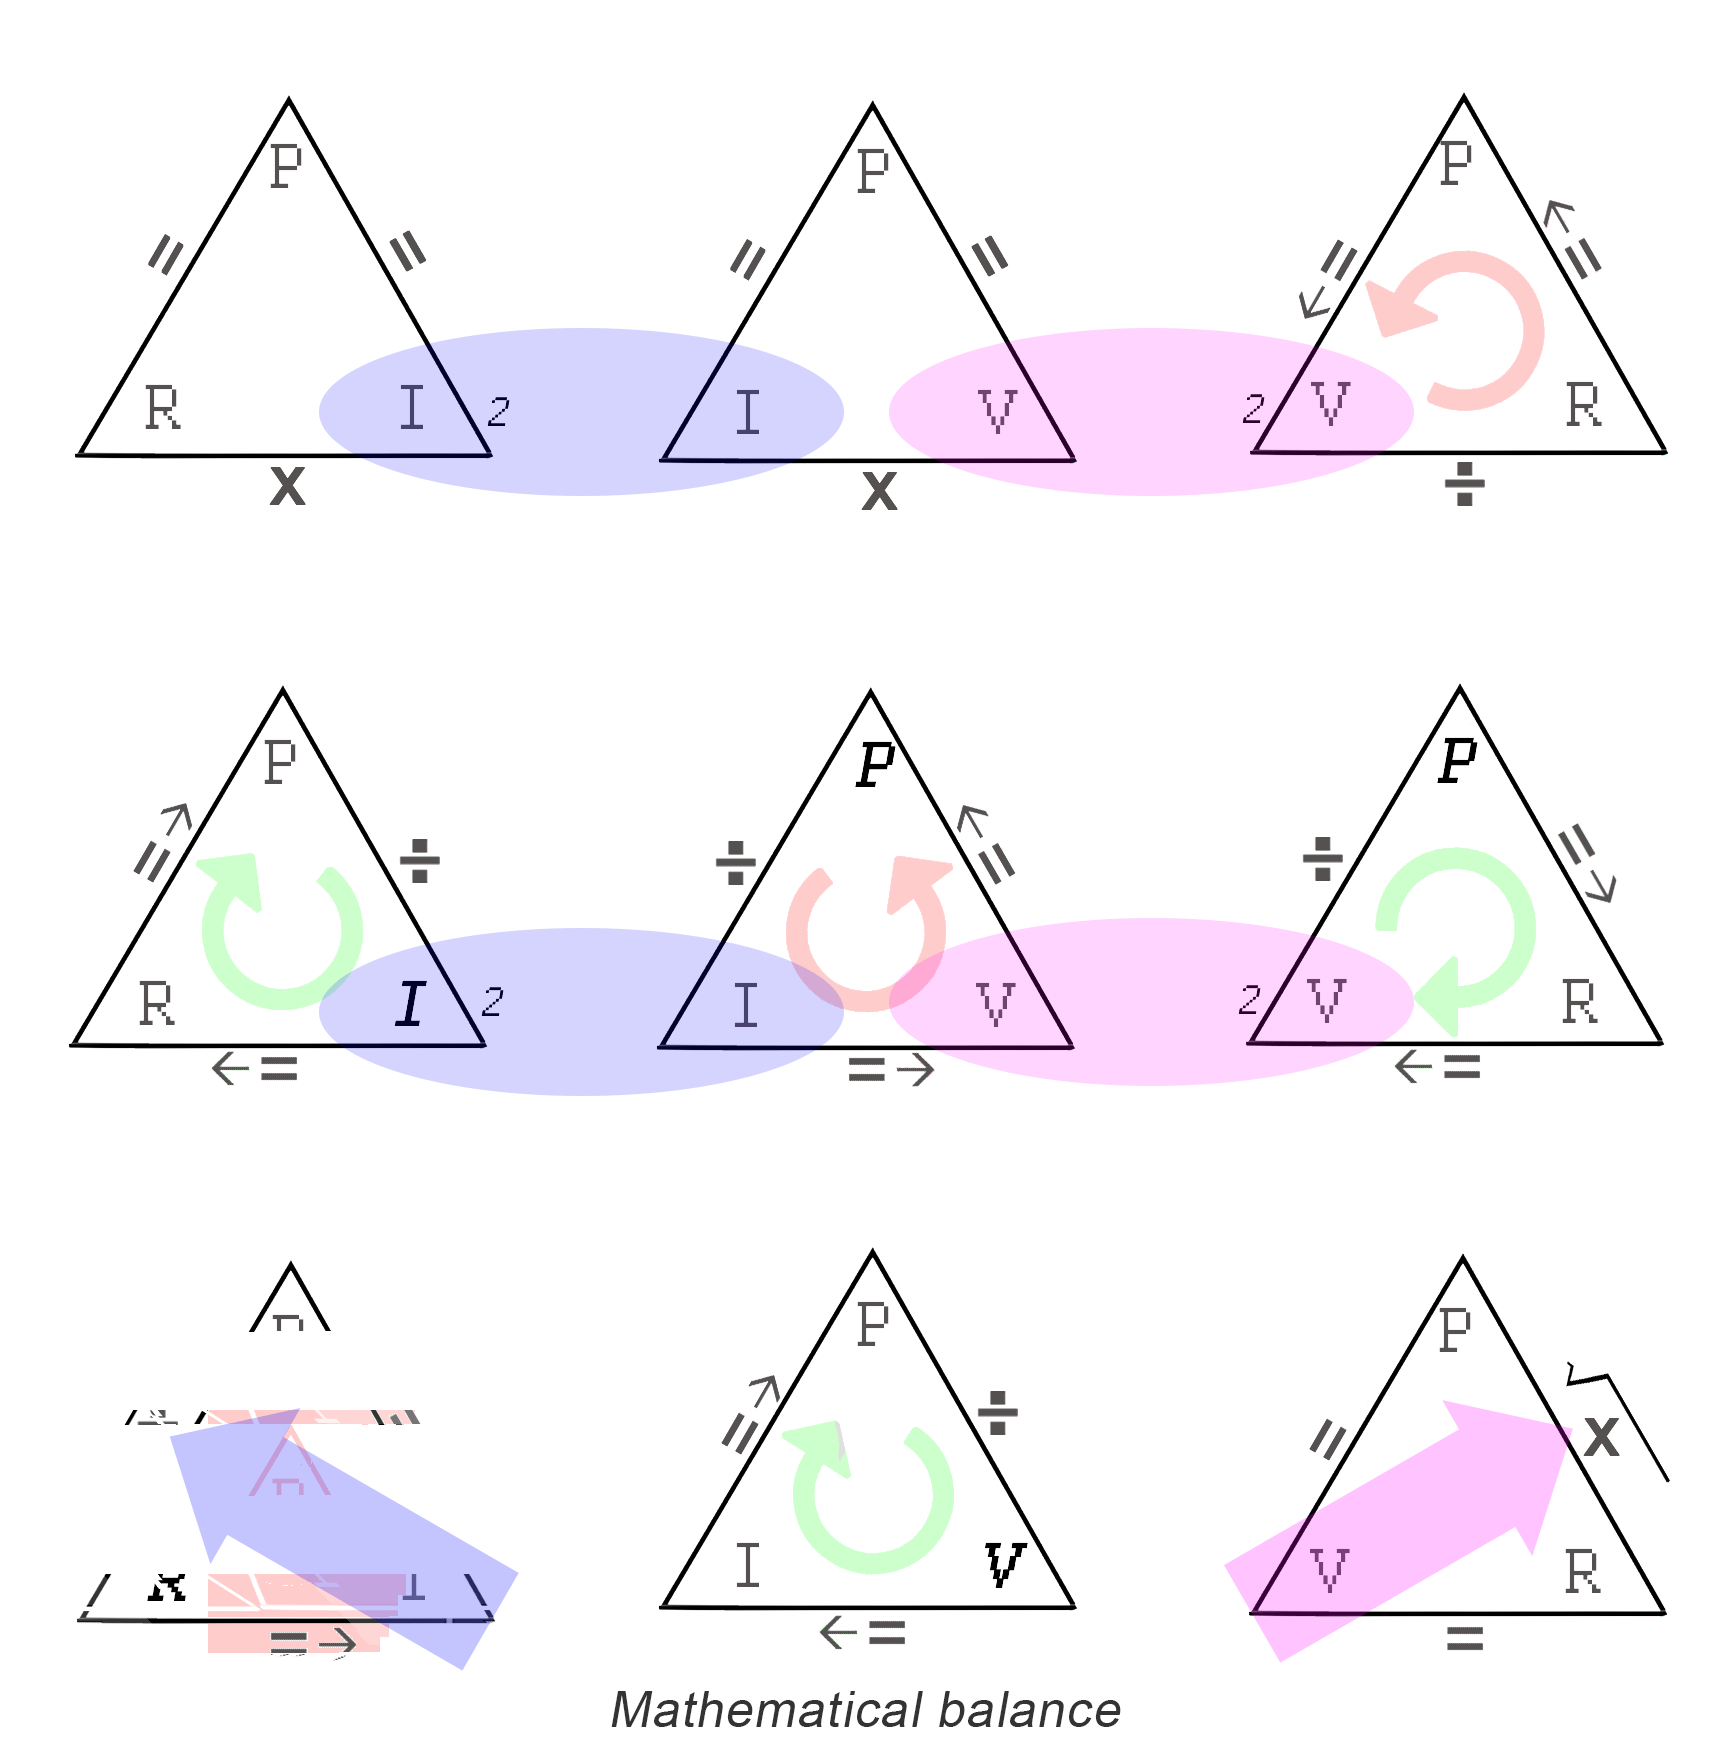 P P P
= = = =
← =
R I 2 I V 2 V R
x x ÷
P P P
= → ÷ ÷ ← = ÷ = →
R I 2 I V 2 V R
← = = → ← =
P P
= → ÷ = x
R I I V V R
= → ← = =
Mathematical balance